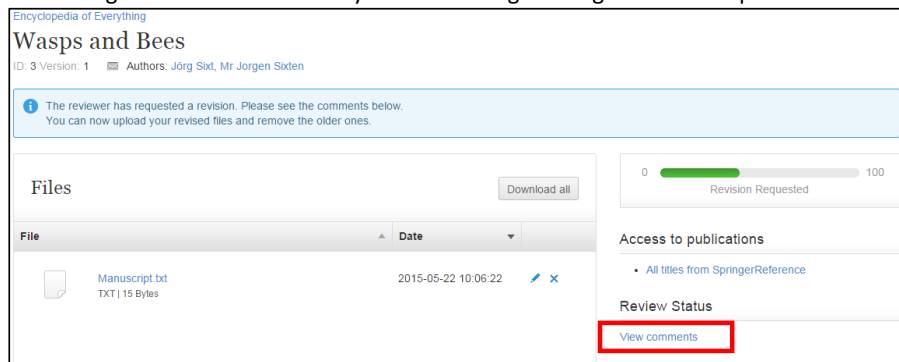 Encyclopedia of Everything
Wasps and Bees
ID: 3 Version: 1 Authors: Jörg Sixt, Mr Jorgen Sixten
The reviewer has requested a revision. Please see the comments below.
You can now upload your revised files and remove the older ones.
Files
Download all
File Date
Manuscript.txt 2015-05-22 10:06:22
TXT | 15 Bytes
0 100
Revision Requested
Access to publications
• All titles from SpringerReference
Review Status
View comments